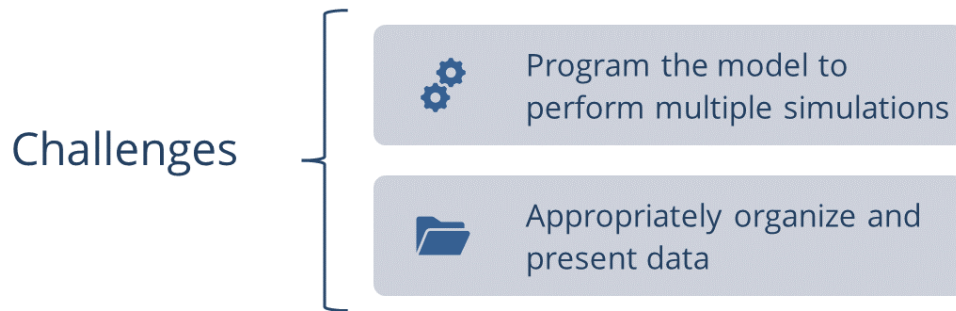 Challenges
Program the model to
perform multiple simulations
Appropriately organize and
present data